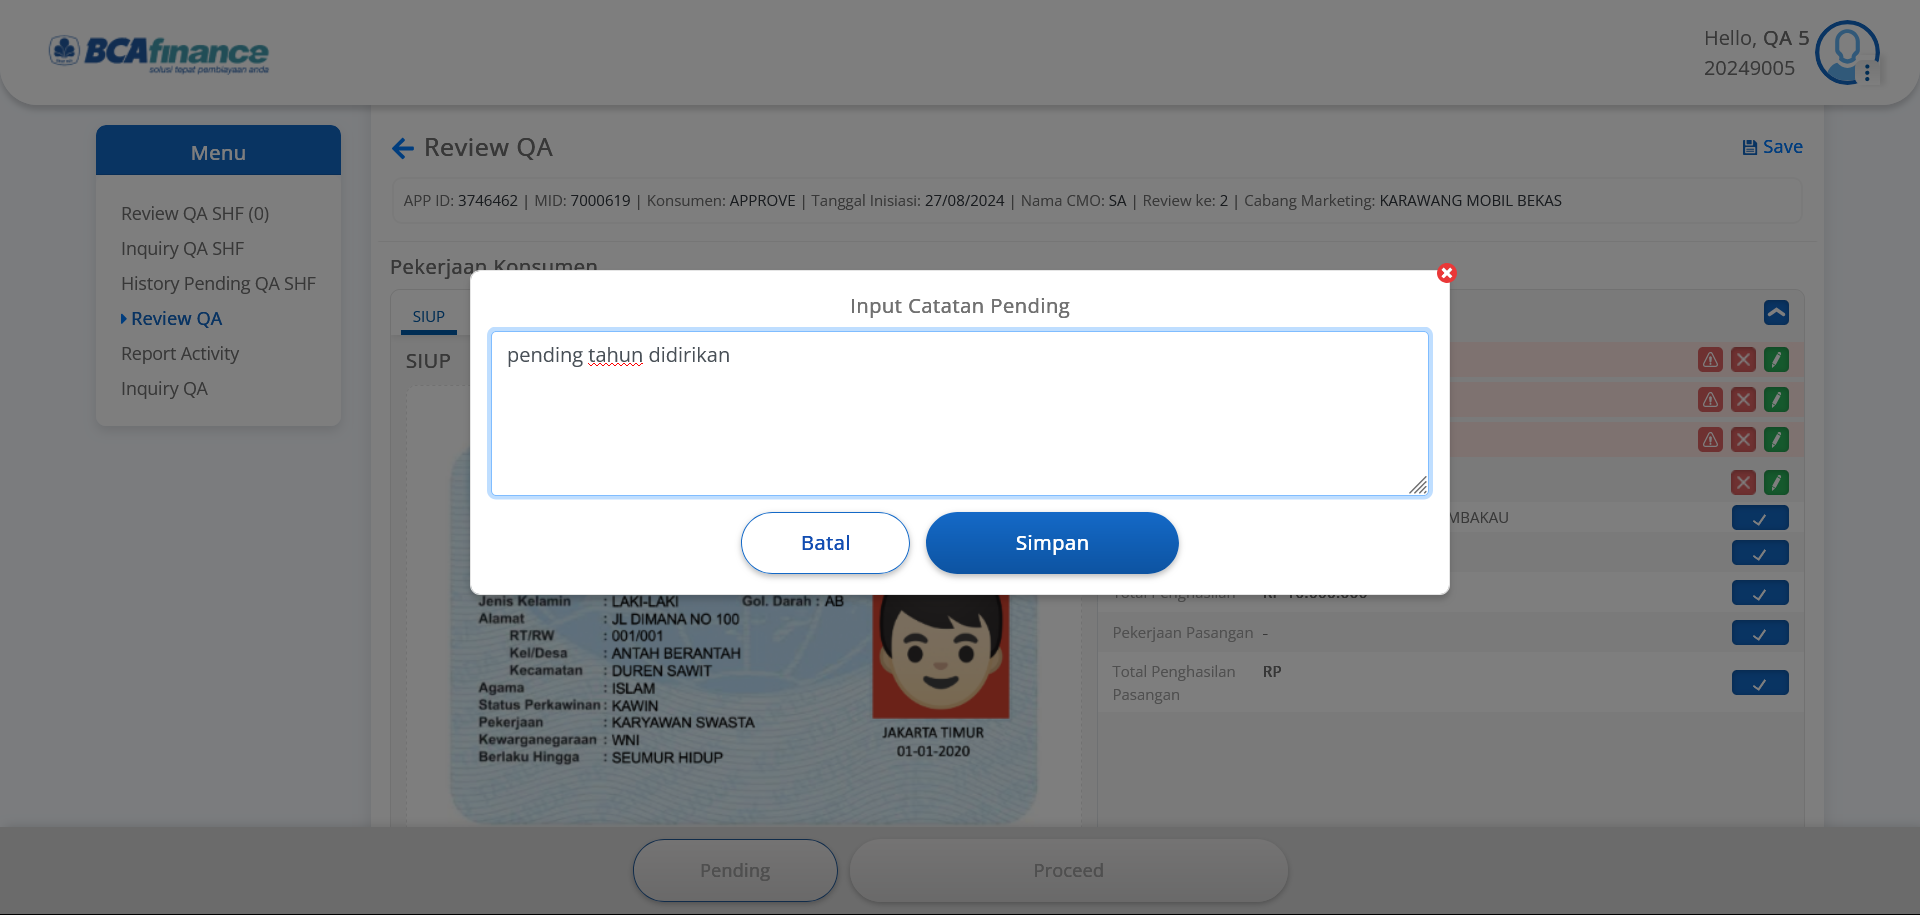 BCAfinance
solusi tepat pembiayaan anda
Hello, QA 5
20249005
Menu
Review QA SHF (0)
Inquiry QA SHF
History Pending QA SHF
Review QA
Report Activity
Inquiry QA
Review QA
Save
APP ID: 3746462 | MID: 7000619 | Konsumen: APPROVE | Tanggal Inisiasi: 27/08/2024 | Nama CMO: SA | Review ke: 2 | Cabang Marketing: KARAWANG MOBIL BEKAS
Pekerjaan Konsumen
SIUP
SIUP
Input Catatan Pending
pending tahun didirikan
Batal
Simpan
MBAKAU
Jenis Kelamin : LAKI-LAKI Gol. Darah : AB
Alamat : JL DIMANA NO 100
RT/RW : 001/001
Kel/Desa : ANTAH BERANTAH
Kecamatan : DUREN SAWIT
Agama : ISLAM
Status Perkawinan : KAWIN
Pekerjaan : KARYAWAN SWASTA
Kewarganegaraan : WNI
Berlaku Hingga : SEUMUR HIDUP
JAKARTA TIMUR
01-01-2020
Total Penghasilan RP 10.000.000
Pekerjaan Pasangan -
Total Penghasilan Pasangan RP
Pending
Proceed